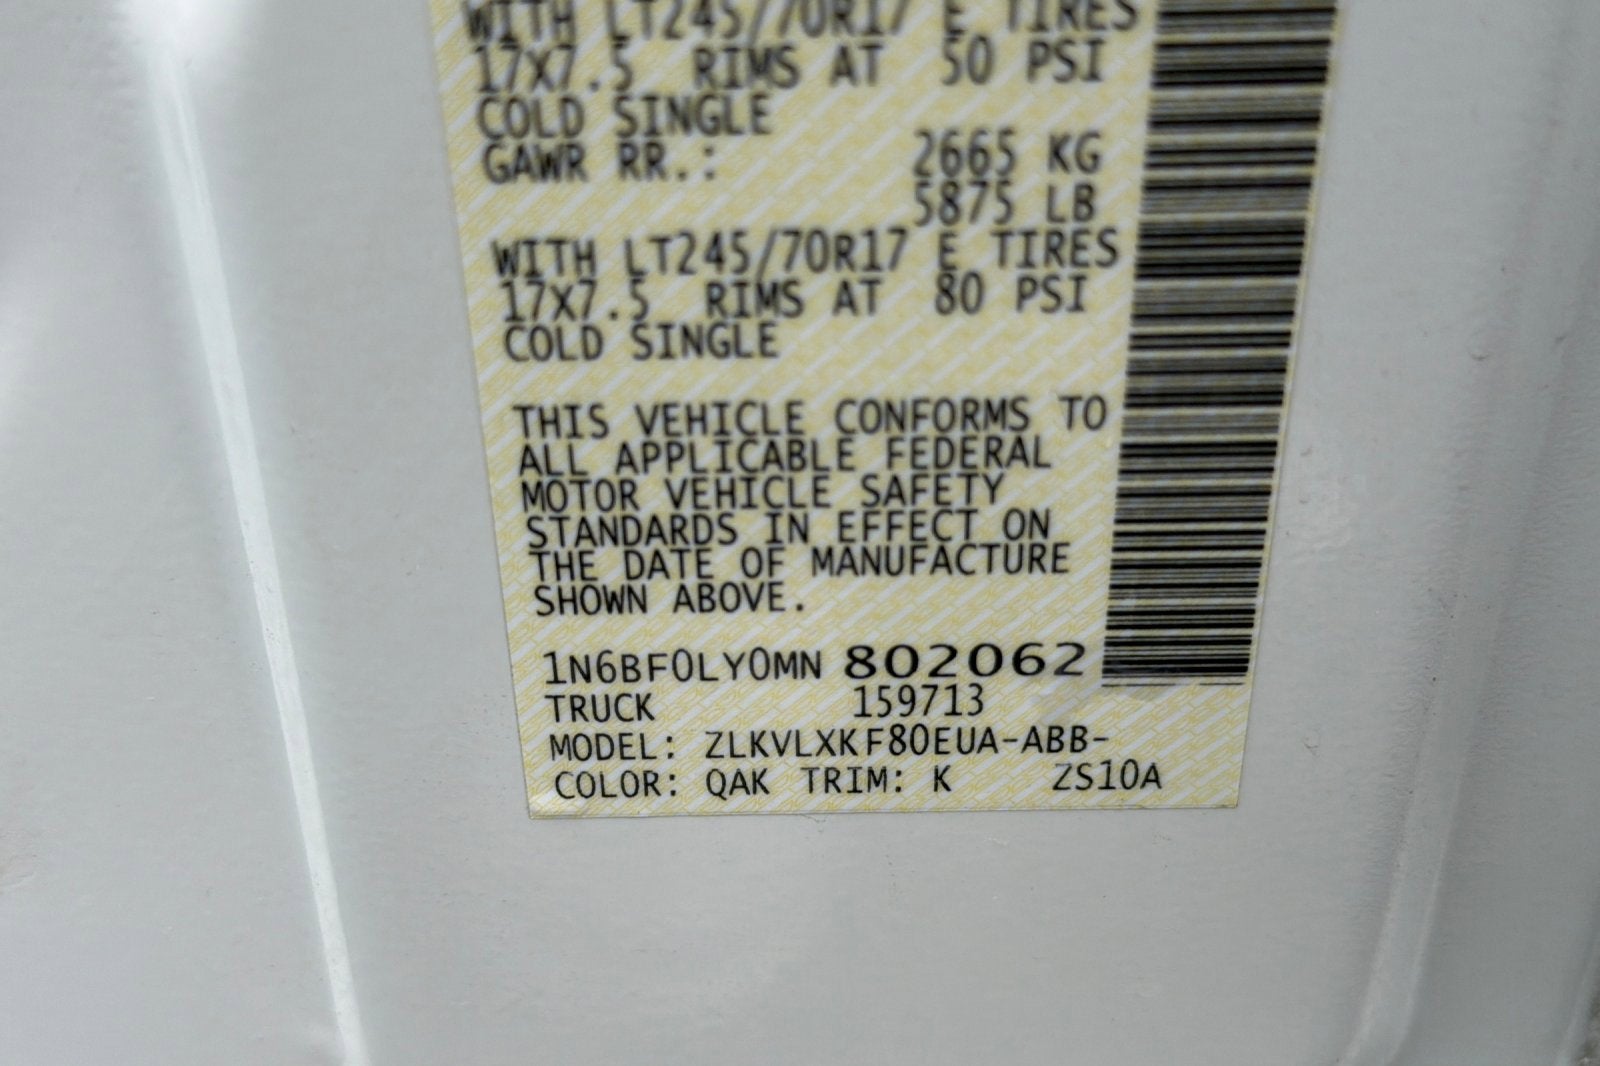 WITH LT245/70R17 E TIRES
17X7.5 RIMS AT 50 PSI
COLD SINGLE
GAWR RR.: 2665 KG
5875 LB
WITH LT245/70R17 E TIRES
17X7.5 RIMS AT 80 PSI
COLD SINGLE
THIS VEHICLE CONFORMS TO
ALL APPLICABLE FEDERAL
MOTOR VEHICLE SAFETY
STANDARDS IN EFFECT ON
THE DATE OF MANUFACTURE
SHOWN ABOVE.
1N6BF0LY0MN 802062
TRUCK 159713
MODEL: ZLKVLXKF80EUA-ABB-
COLOR: QAK TRIM: K ZS10A